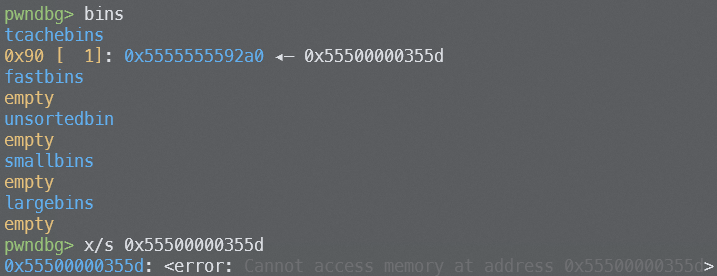 pwndbg> bins
tcachebins
0x90 [  1]: 0x5555555592a0 ◂— 0x55500000355d
fastbins
empty
unsortedbin
empty
smallbins
empty
largebins
empty
pwndbg> x/s 0x55500000355d
0x55500000355d: <error: Cannot access memory at address 0x55500000355d>